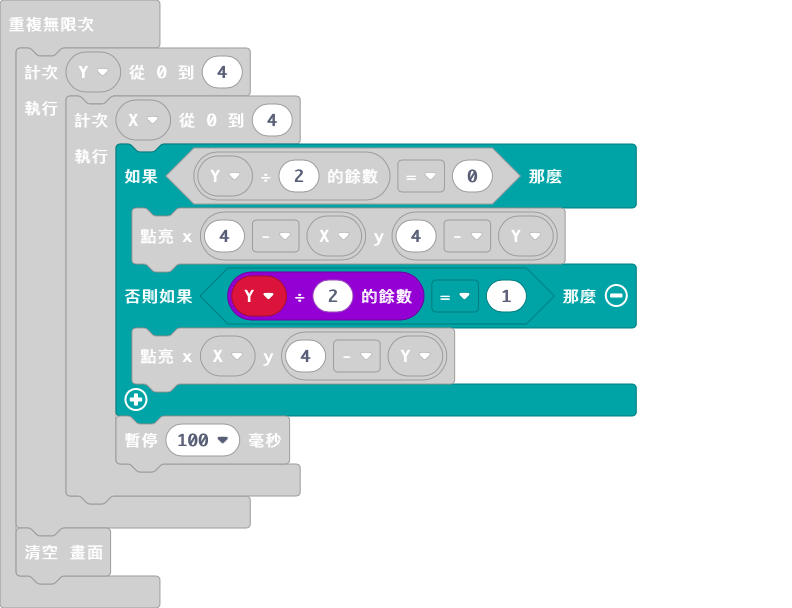 重複無限次
計次 Y 從 0 到 4
執行
計次 X 從 0 到 4
執行
如果 Y ÷ 2 的餘數 = 0 那麼
點亮 x 4 - X y 4 - Y
否則如果 Y ÷ 2 的餘數 = 1 那麼
點亮 x X y 4 - Y
暫停 100 毫秒
清空 畫面